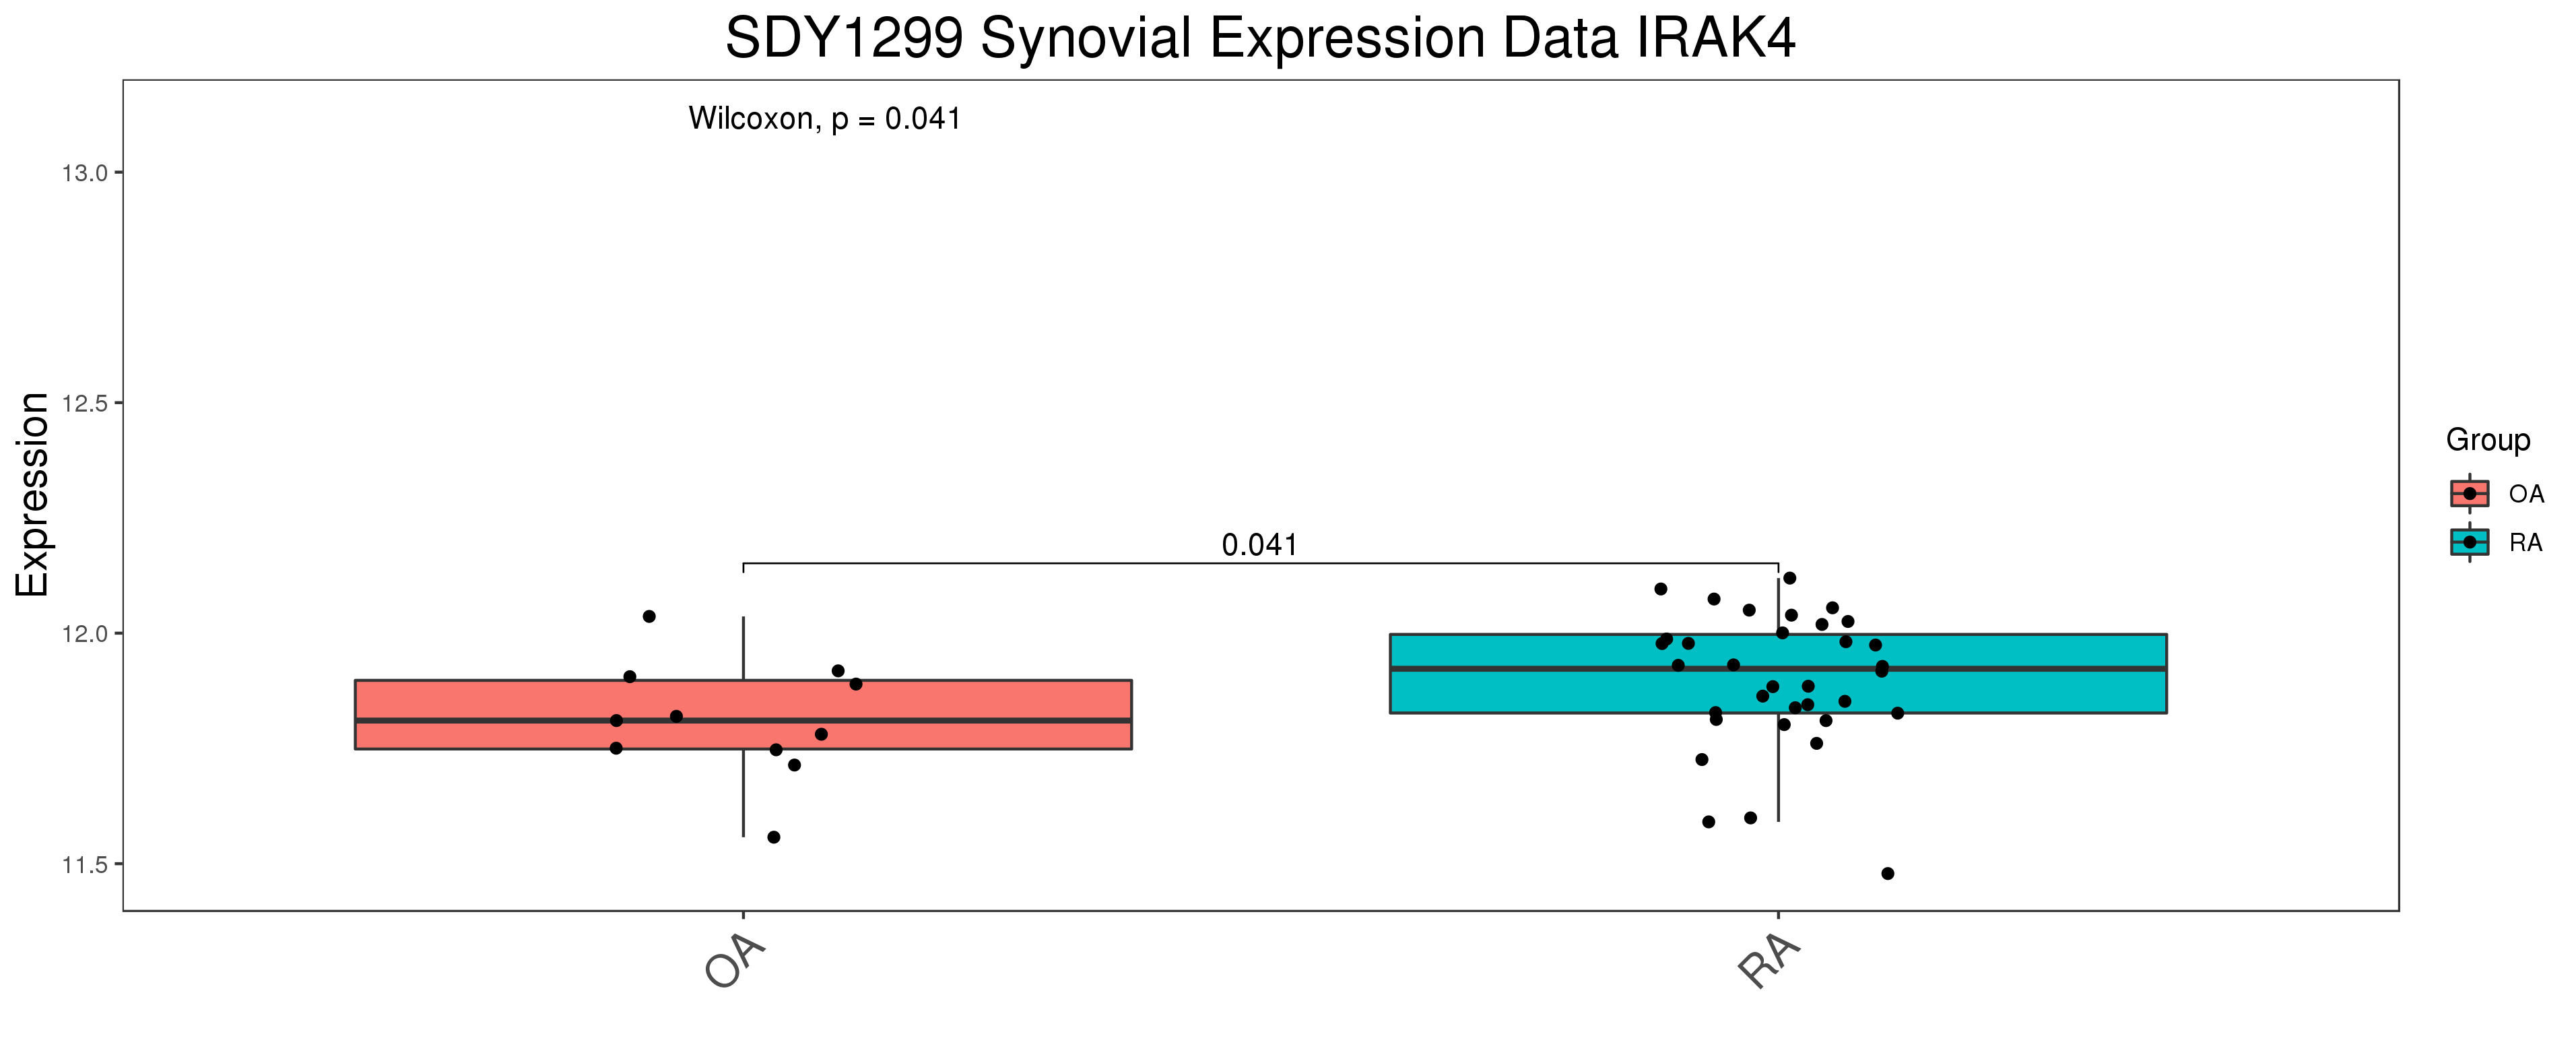 SDY1299 Synovial Expression Data IRAK4
Wilcoxon, p = 0.041
13.0
12.5
12.0
11.5
Expression
0.041
OA
RA
Group
OA
RA